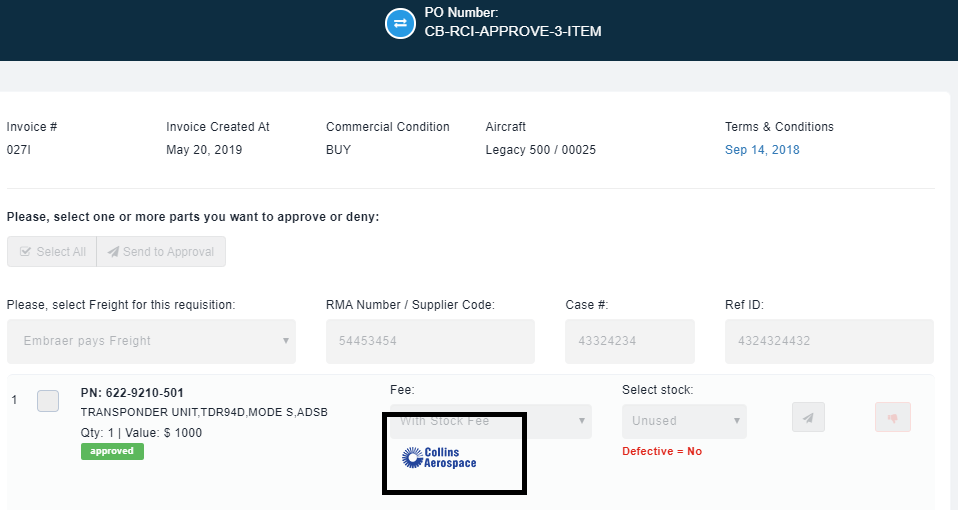 PO Number:
CB-RCI-APPROVE-3-ITEM
Invoice # Invoice Created At Commercial Condition Aircraft Terms & Conditions
027I May 20, 2019 BUY Legacy 500 / 00025 Sep 14, 2018
Please, select one or more parts you want to approve or deny:
Select All Send to Approval
Please, select Freight for this requisition: RMA Number / Supplier Code: Case #: Ref ID:
Embraer pays Freight 54453454 43324234 4324324432
1 PN: 622-9210-501 Fee: Select stock:
TRANSPONDER UNIT,TDR94D,MODE S,ADSB
With Stock Fee Unused
Qty: 1 | Value: $ 1000
approved Collins Aerospace Defective = No